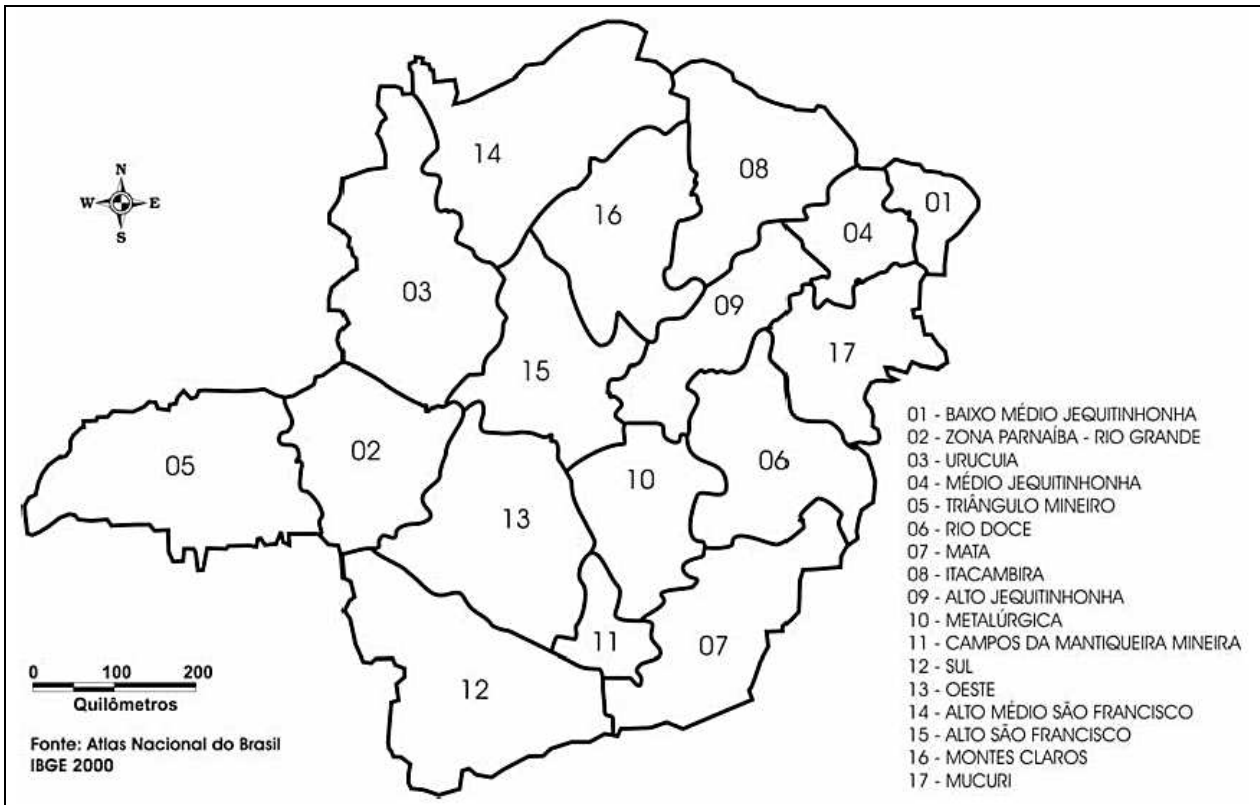 14
08
01
N
W E
S
16
04
03
09
15
17
02
05
10
06
13
11
07
12
01 - BAIXO MÉDIO JEQUITINHONHA
02 - ZONA PARNAÍBA - RIO GRANDE
03 - URUCUIA
04 - MÉDIO JEQUITINHONHA
05 - TRIÂNGULO MINEIRO
06 - RIO DOCE
07 - MATA
08 - ITACAMBIRA
09 - ALTO JEQUITINHONHA
10 - METALÚRGICA
11 - CAMPOS DA MANTIQUEIRA MINEIRA
12 - SUL
13 - OESTE
14 - ALTO MÉDIO SÃO FRANCISCO
15 - ALTO SÃO FRANCISCO
16 - MONTES CLAROS
17 - MUCURI
0 100 200
Quilômetros
Fonte: Atlas Nacional do Brasil
IBGE 2000